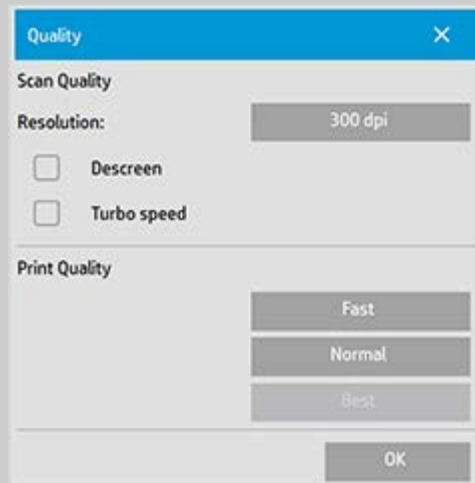 Quality
Scan Quality
Resolution: 300 dpi
Descreen
Turbo speed
Print Quality
Fast
Normal
Best
OK